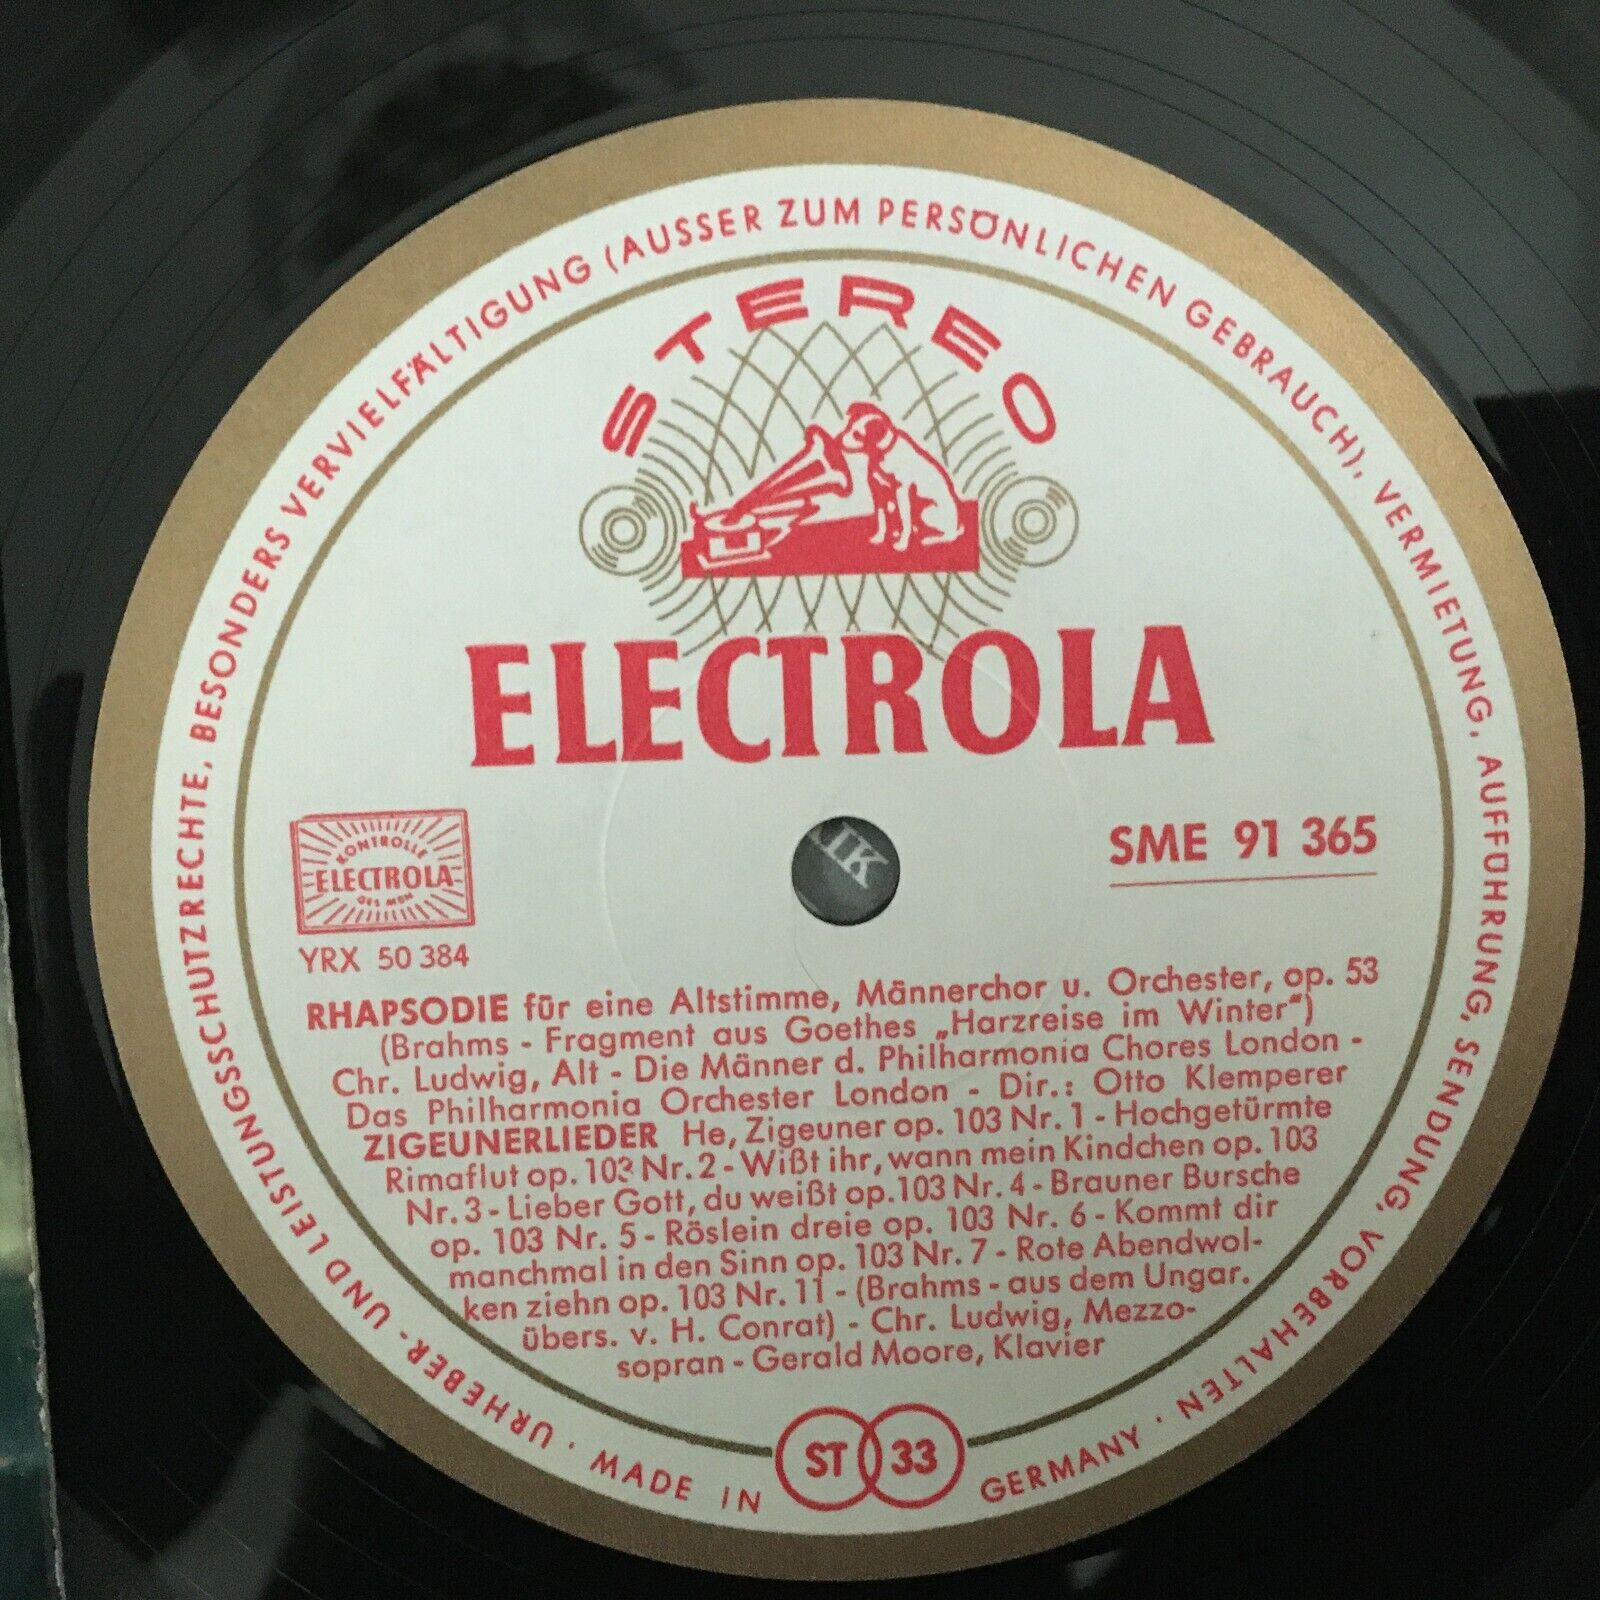 URHEBER- UND LEISTUNGSSCHUTZRECHTE, BESONDERS VERVIELFÄLTIGUNG (AUSSER ZUM PERSÖNLICHEN GEBRAUCH), VERMIETUNG, AUFFÜHRUNG, SENDUNG, VORBEHALTEN · MADE IN GERMANY ·
STEREO
ELECTROLA
KONTROLLE
ELECTROLA
GES MBH
IIK
SME 91 365
YRX 50 384
RHAPSODIE für eine Altstimme, Männerchor u. Orchester, op. 53
(Brahms - Fragment aus Goethes „Harzreise im Winter")
Chr. Ludwig, Alt - Die Männer d. Philharmonia Chores London -
Das Philharmonia Orchester London - Dir.: Otto Klemperer
ZIGEUNERLIEDER He, Zigeuner op. 103 Nr. 1 - Hochgetürmte
Rimaflut op. 103 Nr. 2 - Wißt ihr, wann mein Kindchen op. 103
Nr. 3 - Lieber Gott, du weißt op. 103 Nr. 4 - Brauner Bursche
op. 103 Nr. 5 - Röslein dreie op. 103 Nr. 6 - Kommt dir
manchmal in den Sinn op. 103 Nr. 7 - Rote Abendwol-
ken ziehn op. 103 Nr. 11 - (Brahms - aus dem Ungar.
übers. v. H. Conrat) - Chr. Ludwig, Mezzo-
sopran - Gerald Moore, Klavier
ST 33